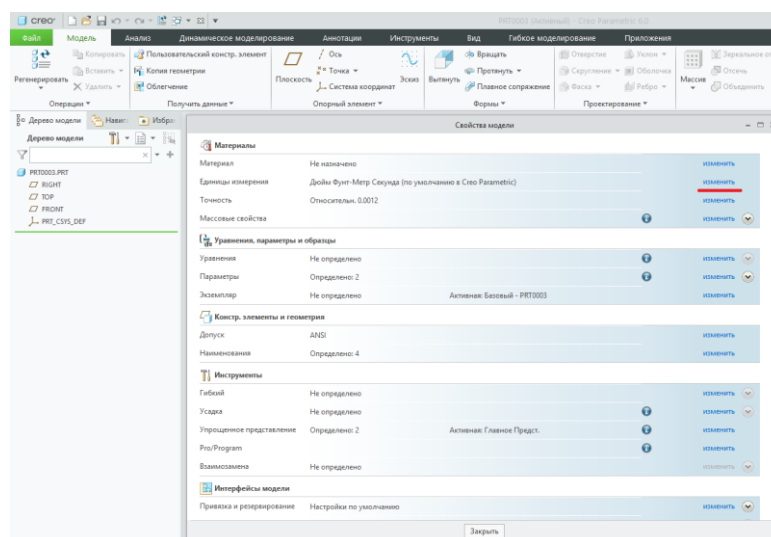 creo
PRT0003 (Активный) - Creo Parametric 6.0
Файл Модель Анализ Динамическое моделирование Аннотации Инструменты Вид Гибкое моделирование Приложения
Копировать Пользовательский констр. элемент Ось Вращать Отверстие Уклон Зеркальное от
Вставить Копия геометрии Точка Протянуть Скругление Оболочка Отсечь
Регенерировать Удалить Облегчение Плоскость Система координат Эскиз Вытянуть Плавное сопряжение Фаска Ребро Массив Объединить
Операции Получить данные Опорный элемент Формы Проектирование
Дерево модели Навига Избра
Свойства модели
Дерево модели
Материалы
Материал Не назначено изменить
Единицы измерения Дюйм Фунт-Метр Секунда (по умолчанию в Creo Parametric) изменить
Точность Относительн. 0.0012 изменить
Массовые свойства изменить
PRT0003.PRT
RIGHT
TOP
FRONT
PRT_CSYS_DEF
Уравнения, параметры и образцы
Уравнения Не определено изменить
Параметры Определено: 2 изменить
Экземпляр Не определено Активная: Базовый - PRT0003 изменить
Констр. элементы и геометрия
Допуск ANSI изменить
Наименования Определено: 4 изменить
Инструменты
Гибкий Не определено изменить
Усадка Не определено изменить
Упрощенное представление Определено: 2 Активная: Главное Предст. изменить
Pro/Program изменить
Взаимозамена Не определено изменить
Интерфейсы модели
Привязка и резервирование Настройки по умолчанию изменить
Закрыть